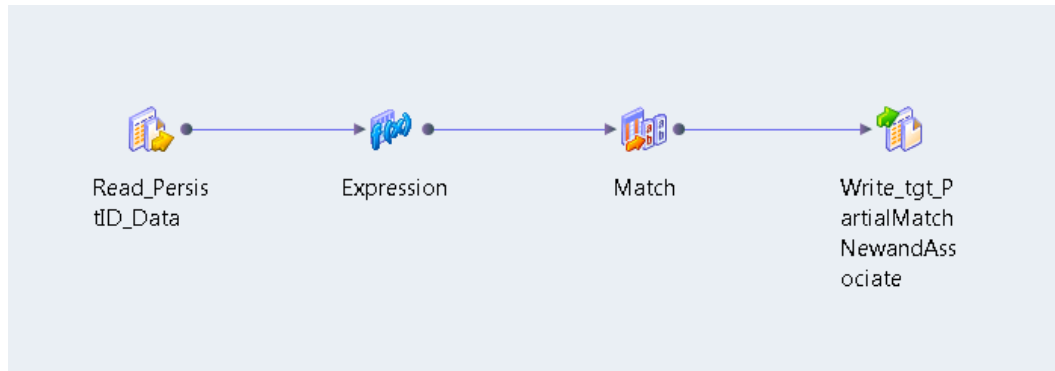 Read_Persis
tID_Data
Expression
Match
Write_tgt_P
artialMatch
NewandAss
ociate